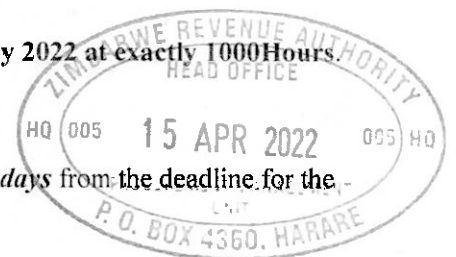 y 2022 at exactly 1000Hours.
ZIMBABWE REVENUE AUTHORITY
HEAD OFFICE
HQ 005 15 APR 2022 005 HQ
days from the deadline for the
UNIT
P. O. BOX 4360, HARARE